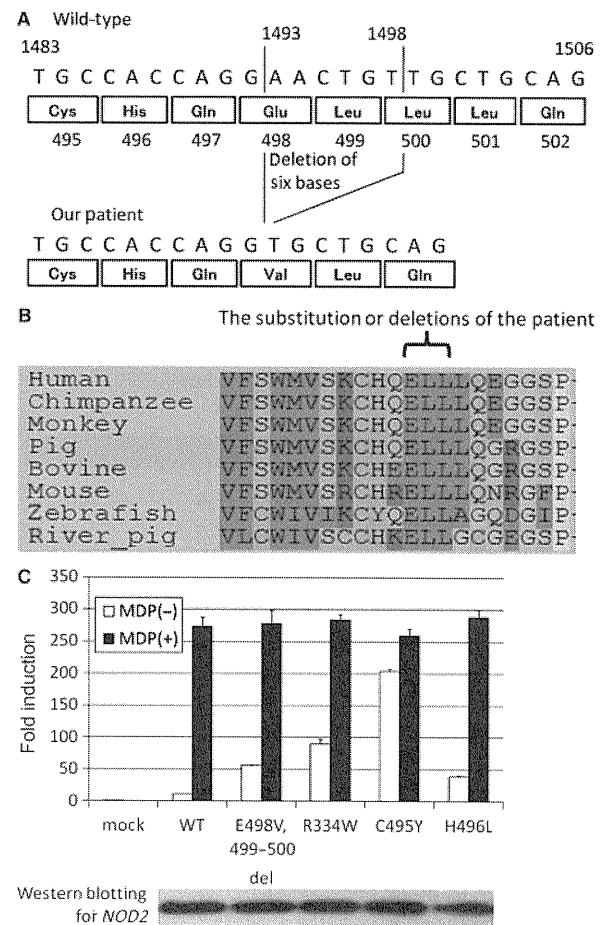 A Wild-type
1493 1498
1483 1506
T G C C A C C A G G A A C T G T T G C T G C A G
Cys His Gln Glu Leu Leu Leu Gln
495 496 497 498 499 500 501 502
Deletion of
six bases
Our patient
T G C C A C C A G G T G C T G C A G
Cys His Gln Val Leu Gln
B
The substitution or deletions of the patient
Human VFSWMVSKCHQELLLQEGGSP
Chimpanzee VFSWMVSKCHQELLLQEGGSP
Monkey VFSWMVSKCHQELLLQEGGSP
Pig VFSWMVSKCHQELLLQGRGSP
Bovine VFSWMVSKCHEELLLQGRGSP
Mouse VFSWMVSRCHRELLLQNRGFP
Zebrafish VFCWIVIKCYQELLAGQDGIP
River_pig VLCWIVSCCHKELLGCGEGSP
C
350
300
250
200
150
100
50
0
Fold induction
MDP(−)
MDP(+)
mock WT E498V, R334W C495Y H496L
499–500
del
Western blotting
for NOD2